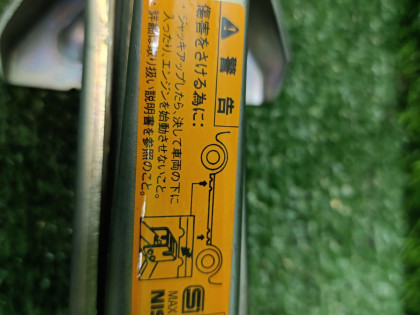 警告
傷害をさける為に：
・ジャッキアップしたら、決して車両の下に
入ったり、エンジンを始動させないこと。
・詳細は取り扱い説明書を参照のこと。
MAX
NIS